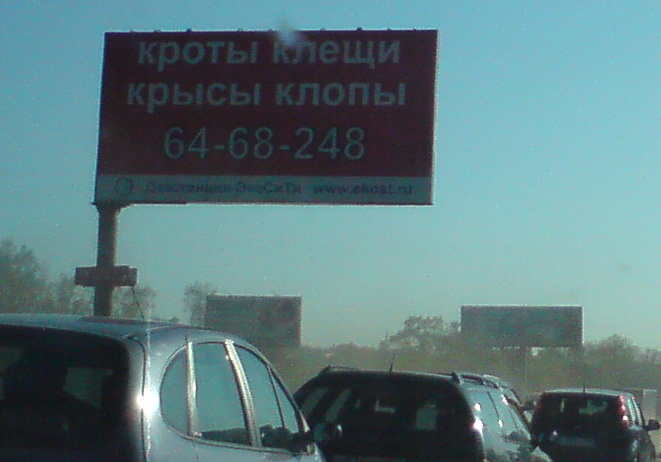 кроты клещи
крысы клопы
64-68-248
Дезстанция ЭкоСиТи www.ekost.ru